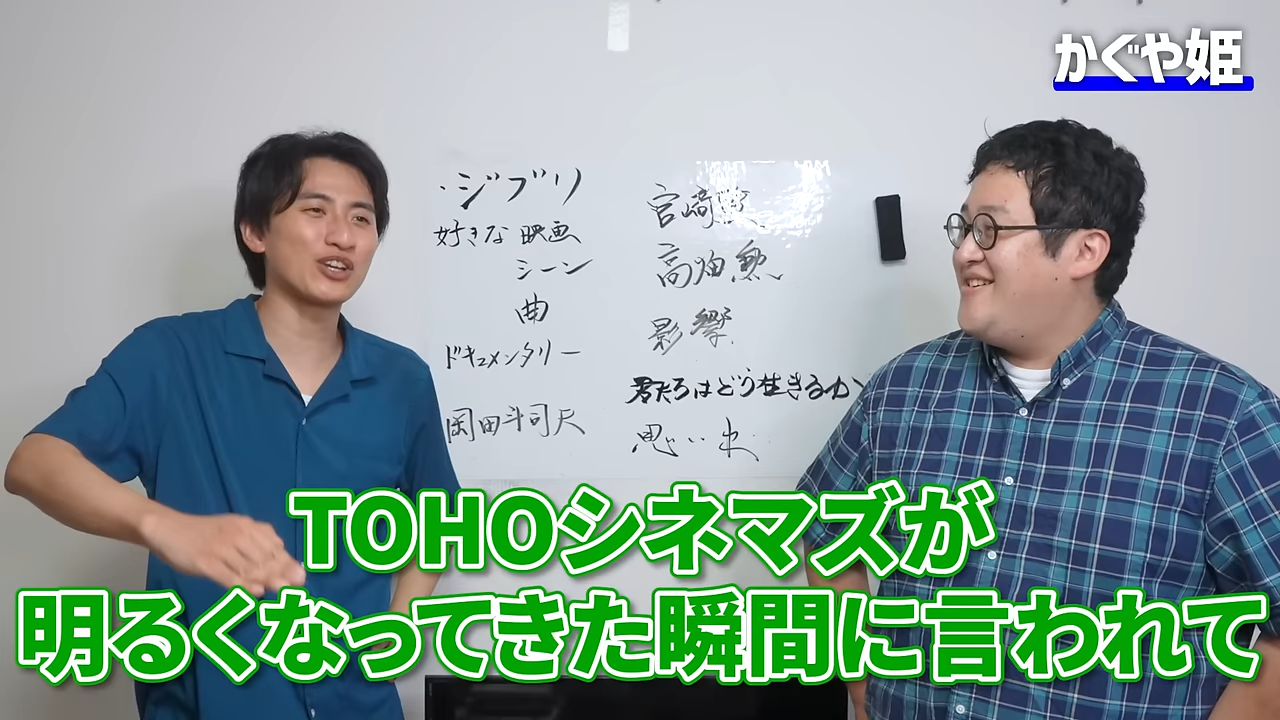 かぐや姫
・ジブリ
好きな映画
シーン
曲
ドキュメンタリー
岡田斗司夫
宮崎駿
高畑勲
影響
君たちはどう生きるか
思い出
TOHOシネマズが
明るくなってきた瞬間に言われて